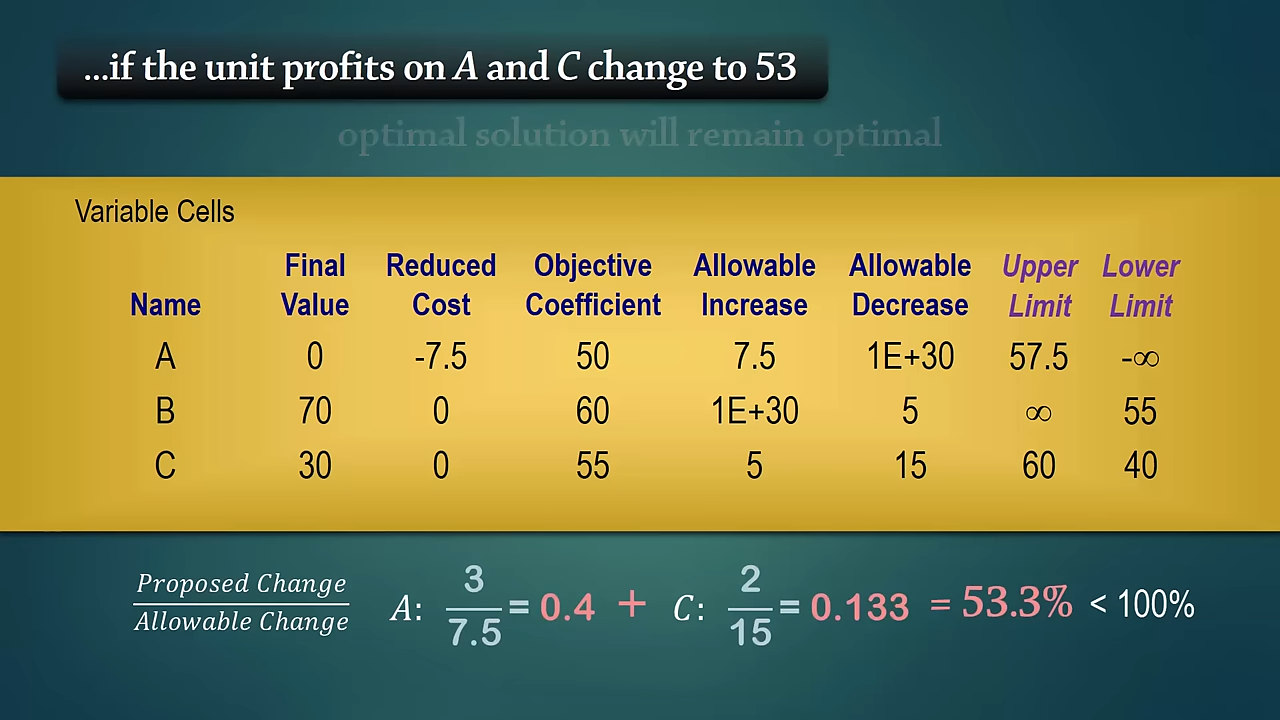 ...if the unit profits on A and C change to 53
optimal solution will remain optimal
Variable Cells
Name Final Value Reduced Cost Objective Coefficient Allowable Increase Allowable Decrease Upper Limit Lower Limit
A 0 -7.5 50 7.5 1E+30 57.5 -∞
B 70 0 60 1E+30 5 ∞ 55
C 30 0 55 5 15 60 40
Proposed Change / Allowable Change A: 3/7.5 = 0.4 + C: 2/15 = 0.133 = 53.3% < 100%